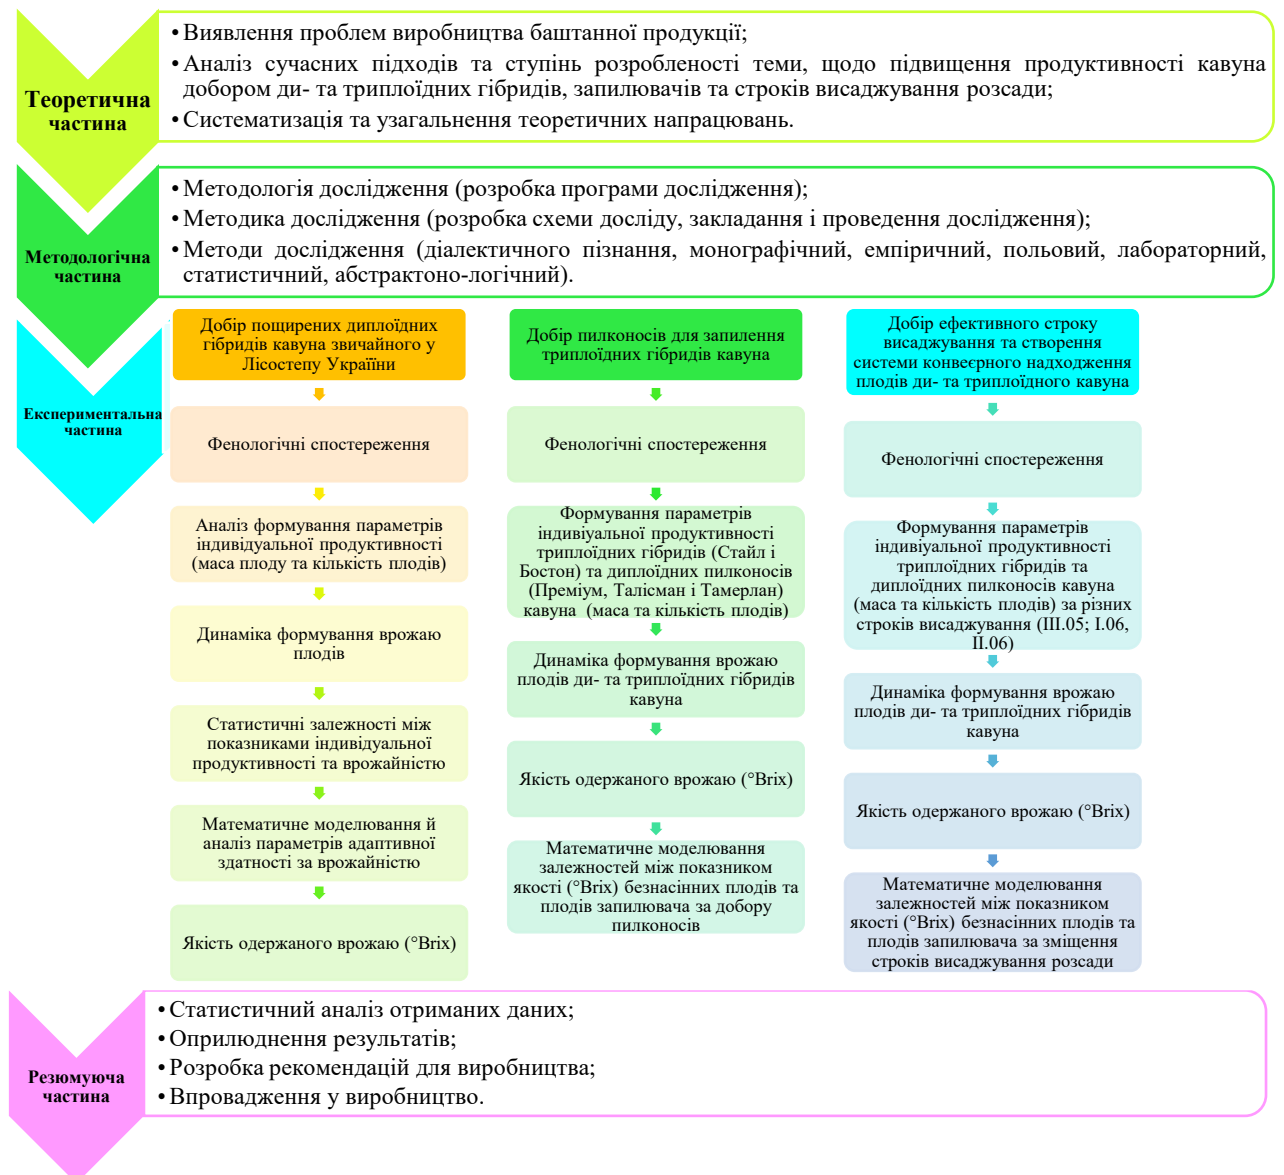 Теоретична
частина
• Виявлення проблем виробництва баштанної продукції;
• Аналіз сучасних підходів та ступінь розробленості теми, щодо підвищення продуктивності кавуна
добором ди- та триплоїдних гібридів, запилювачів та строків висаджування розсади;
• Систематизація та узагальнення теоретичних напрацювань.
Методологічна
частина
• Методологія дослідження (розробка програми дослідження);
• Методика дослідження (розробка схеми досліду, закладання і проведення дослідження);
• Методи дослідження (діалектичного пізнання, монографічний, емпіричний, польовий, лабораторний,
статистичний, абстрактоно-логічний).
Експериментальна
частина
Добір пощирених диплоїдних
гібридів кавуна звичайного у
Лісостепу Україїни
Фенологічні спостереження
Аналіз формування параметрів
індивідуальної продуктивності
(маса плоду та кількість плодів)
Динаміка формування врожаю
плодів
Статистичні залежності між
показниками індивідуальної
продуктивності та врожайністю
Математичне моделювання й
аналіз параметрів адаптивної
здатності за врожайністю
Якість одержаного врожаю (°Brix)
Добір пилконосів для запилення
триплоїдних гібридів кавуна
Фенологічні спостереження
Формування параметрів
індивіуальної продуктивності
триплоїдних гібридів (Стайл і
Бостон) та диплоїдних пилконосів
(Преміум, Талісман і Тамерлан)
кавуна (маса та кількість плодів)
Динаміка формування врожаю
плодів ди- та триплоїдних гібридів
кавуна
Якість одержаного врожаю (°Brix)
Математичне моделювання
залежностей між показником
якості (°Brix) безнасінних плодів та
плодів запилювача за добору
пилконосів
Добір ефективного строку
висаджування та створення
системи конвеєрного надходження
плодів ди- та триплоїдного кавуна
Фенологічні спостереження
Формування параметрів
індивіуальної продуктивності
триплоїдних гібридів та
диплоїдних пилконосів кавуна
(маса та кількість плодів) за різних
строків висаджування (III.05; I.06,
II.06)
Динаміка формування врожаю
плодів ди- та триплоїдних гібридів
кавуна
Якість одержаного врожаю (°Brix)
Математичне моделювання
залежностей між показником
якості (°Brix) безнасінних плодів та
плодів запилювача за зміщення
строків висаджування розсади
Резюмуюча
частина
• Статистичний аналіз отриманих даних;
• Оприлюднення результатів;
• Розробка рекомендацій для виробництва;
• Впровадження у виробництво.